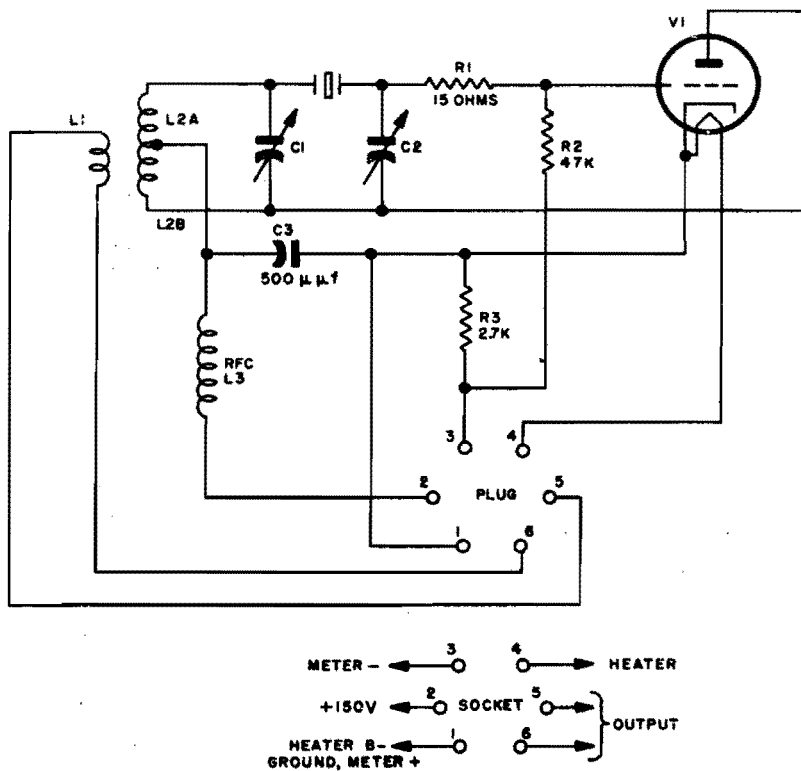 V1
R1
15 OHMS
L1
L2A
C1
C2
R2
47K
L2B
C3
500 μμf
R3
2.7K
RFC
L3
3
4
2
PLUG
5
1
6
3
4
METER -
HEATER
+150V
2
SOCKET
5
OUTPUT
HEATER B-
1
6
GROUND, METER +